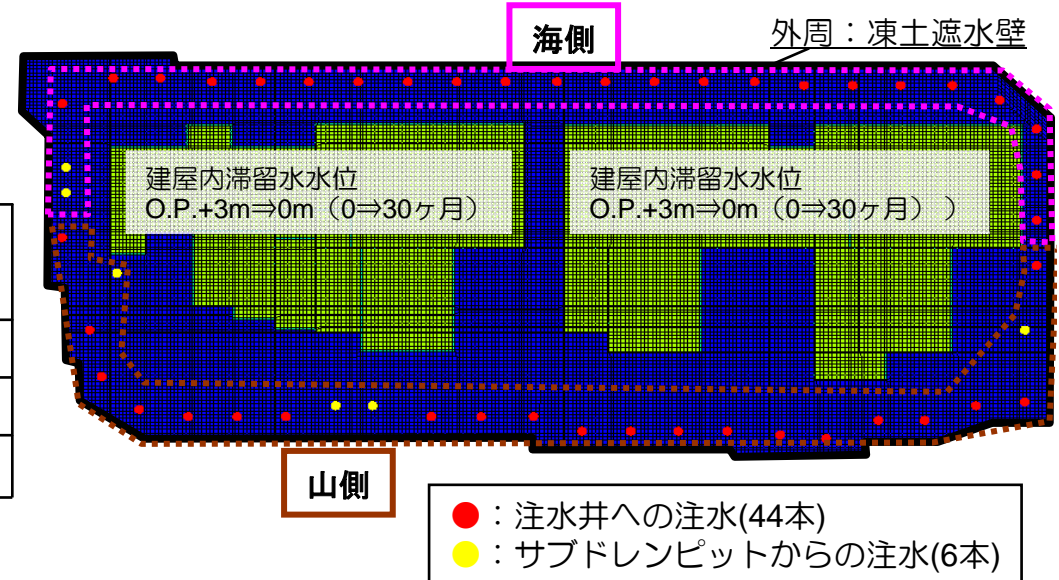 海側
外周：凍土遮水壁
建屋内滞留水水位
O.P.+3m⇒0m（0⇒30ヶ月）
建屋内滞留水水位
O.P.+3m⇒0m（0⇒30ヶ月））
山側
：注水井への注水(44本)
：サブドレンピットからの注水(6本)